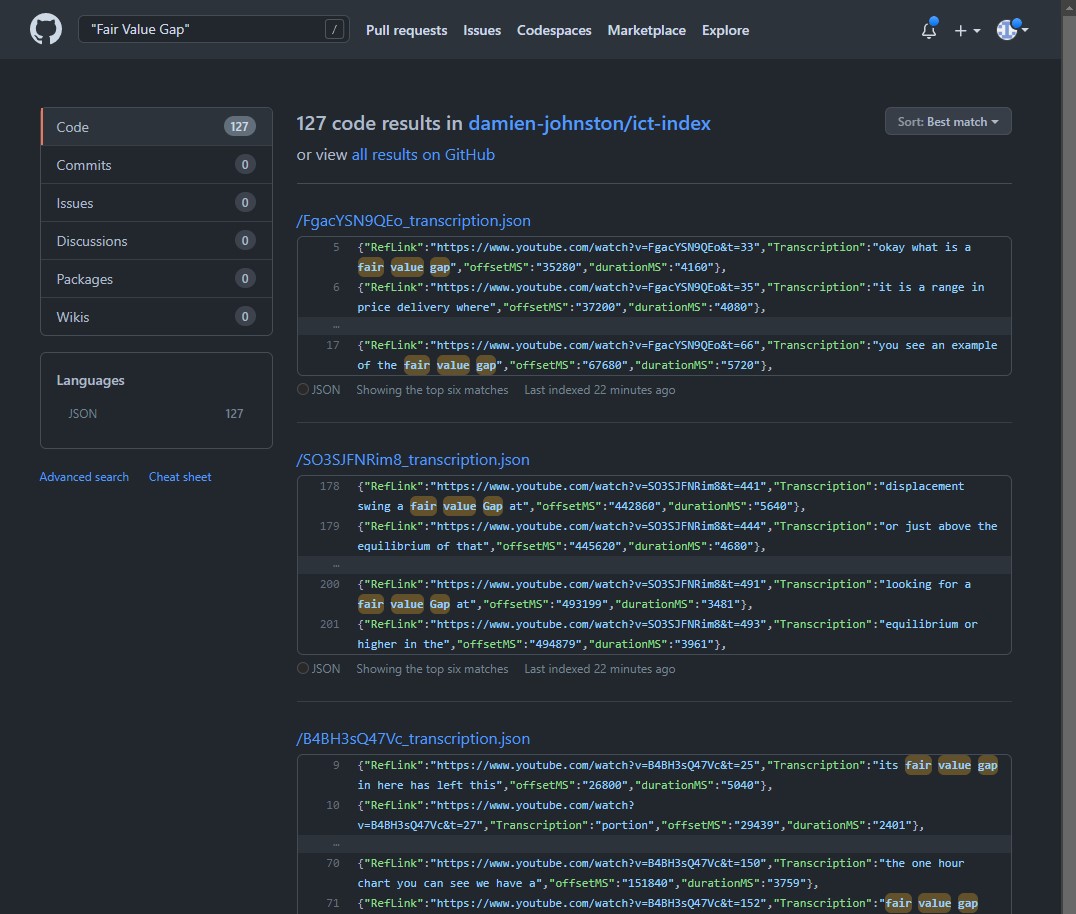 "Fair Value Gap"
/
Pull requests
Issues
Codespaces
Marketplace
Explore
Code 127
Commits 0
Issues 0
Discussions 0
Packages 0
Wikis 0
Languages
JSON 127
Advanced search Cheat sheet
127 code results in damien-johnston/ict-index
Sort: Best match
or view all results on GitHub
/FgacYSN9QEo_transcription.json
5 {"RefLink":"https://www.youtube.com/watch?v=FgacYSN9QEo&t=33","Transcription":"okay what is a
fair value gap","offsetMS":"35280","durationMS":"4160"},
6 {"RefLink":"https://www.youtube.com/watch?v=FgacYSN9QEo&t=35","Transcription":"it is a range in
price delivery where","offsetMS":"37200","durationMS":"4080"},
…
17 {"RefLink":"https://www.youtube.com/watch?v=FgacYSN9QEo&t=66","Transcription":"you see an example
of the fair value gap","offsetMS":"67680","durationMS":"5720"},
JSON Showing the top six matches Last indexed 22 minutes ago
/SO3SJFNRim8_transcription.json
178 {"RefLink":"https://www.youtube.com/watch?v=SO3SJFNRim8&t=441","Transcription":"displacement
swing a fair value Gap at","offsetMS":"442860","durationMS":"5640"},
179 {"RefLink":"https://www.youtube.com/watch?v=SO3SJFNRim8&t=444","Transcription":"or just above the
equilibrium of that","offsetMS":"445620","durationMS":"4680"},
…
200 {"RefLink":"https://www.youtube.com/watch?v=SO3SJFNRim8&t=491","Transcription":"looking for a
fair value Gap at","offsetMS":"493199","durationMS":"3481"},
201 {"RefLink":"https://www.youtube.com/watch?v=SO3SJFNRim8&t=493","Transcription":"equilibrium or
higher in the","offsetMS":"494879","durationMS":"3961"},
JSON Showing the top six matches Last indexed 22 minutes ago
/B4BH3sQ47Vc_transcription.json
9 {"RefLink":"https://www.youtube.com/watch?v=B4BH3sQ47Vc&t=25","Transcription":"its fair value gap
in here has left this","offsetMS":"26800","durationMS":"5040"},
10 {"RefLink":"https://www.youtube.com/watch?
v=B4BH3sQ47Vc&t=27","Transcription":"portion","offsetMS":"29439","durationMS":"2401"},
…
70 {"RefLink":"https://www.youtube.com/watch?v=B4BH3sQ47Vc&t=150","Transcription":"the one hour
chart you can see we have a","offsetMS":"151840","durationMS":"3759"},
71 {"RefLink":"https://www.youtube.com/watch?v=B4BH3sQ47Vc&t=152","Transcription":"fair value gap